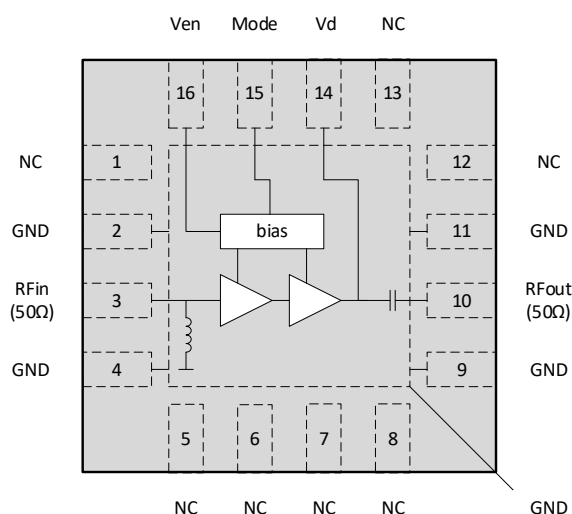 Ven Mode Vd NC
16 15 14 13
NC 1 12 NC
GND 2 11 GND
bias
RFin 3 10 RFout
(50Ω) (50Ω)
GND 4 9 GND
5 6 7 8
NC NC NC NC GND